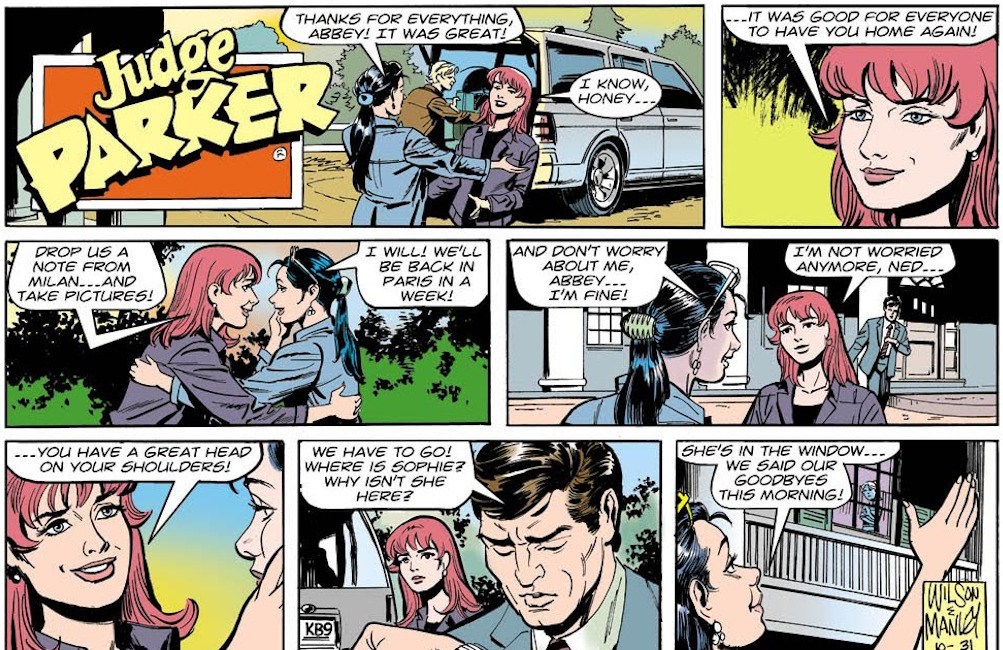 Judge
PARKER
THANKS FOR EVERYTHING,
ABBEY! IT WAS GREAT!
I KNOW,
HONEY---
---IT WAS GOOD FOR EVERYONE
TO HAVE YOU HOME AGAIN!
DROP US A
NOTE FROM
MILAN---AND
TAKE PICTURES!
I WILL! WE'LL
BE BACK IN
PARIS IN A
WEEK!
AND DON'T WORRY
ABOUT ME,
ABBEY---
I'M FINE!
I'M NOT WORRIED
ANYMORE, NED---
---YOU HAVE A GREAT HEAD
ON YOUR SHOULDERS!
WE HAVE TO GO!
WHERE IS SOPHIE?
WHY ISN'T SHE
HERE?
KB9
SHE'S IN THE WINDOW---
WE SAID OUR
GOODBYES
THIS MORNING!
WILSON
&
MANLEY
10-31